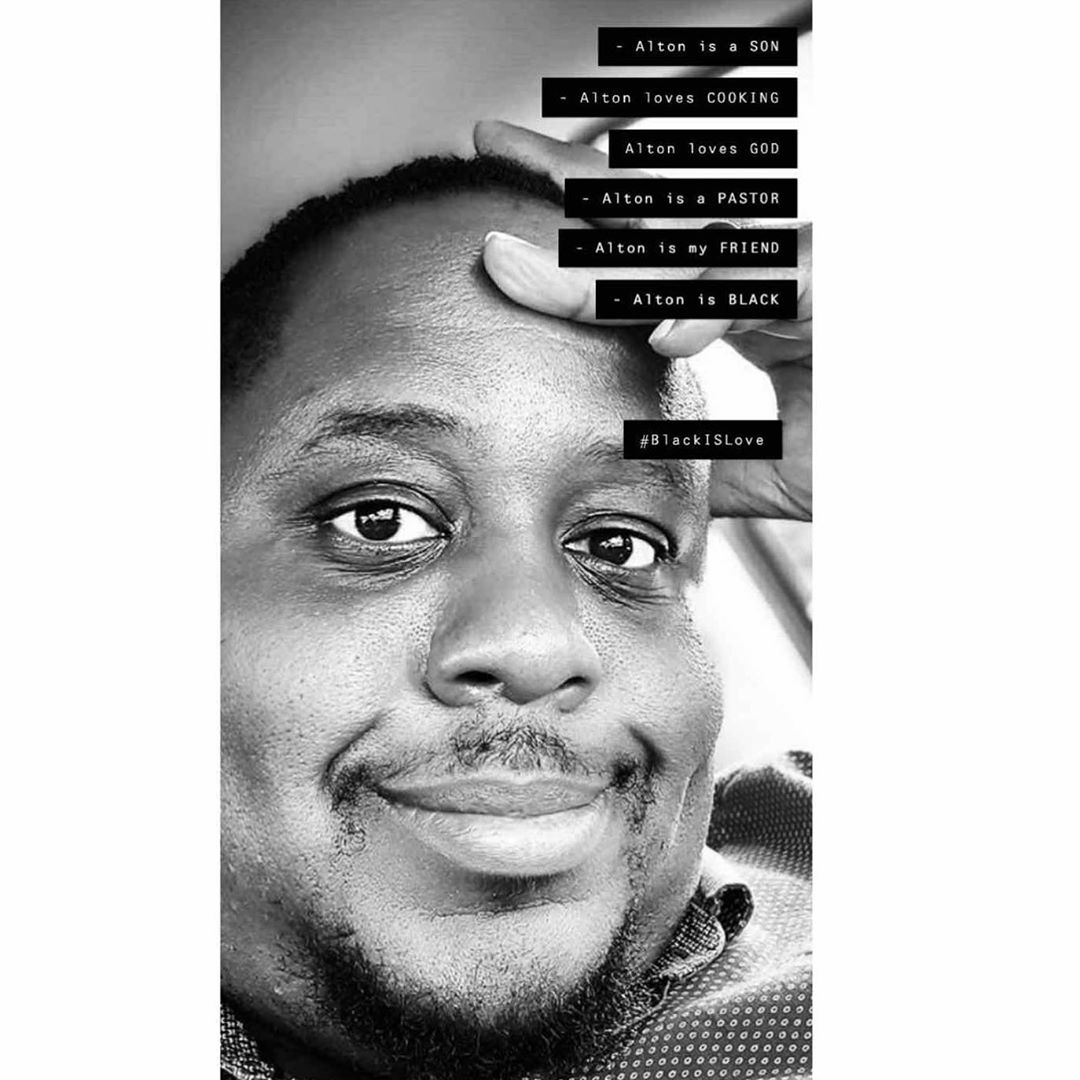 - Alton is a SON
- Alton loves COOKING
Alton loves GOD
- Alton is a PASTOR
- Alton is my FRIEND
- Alton is BLACK
#BlackISLove